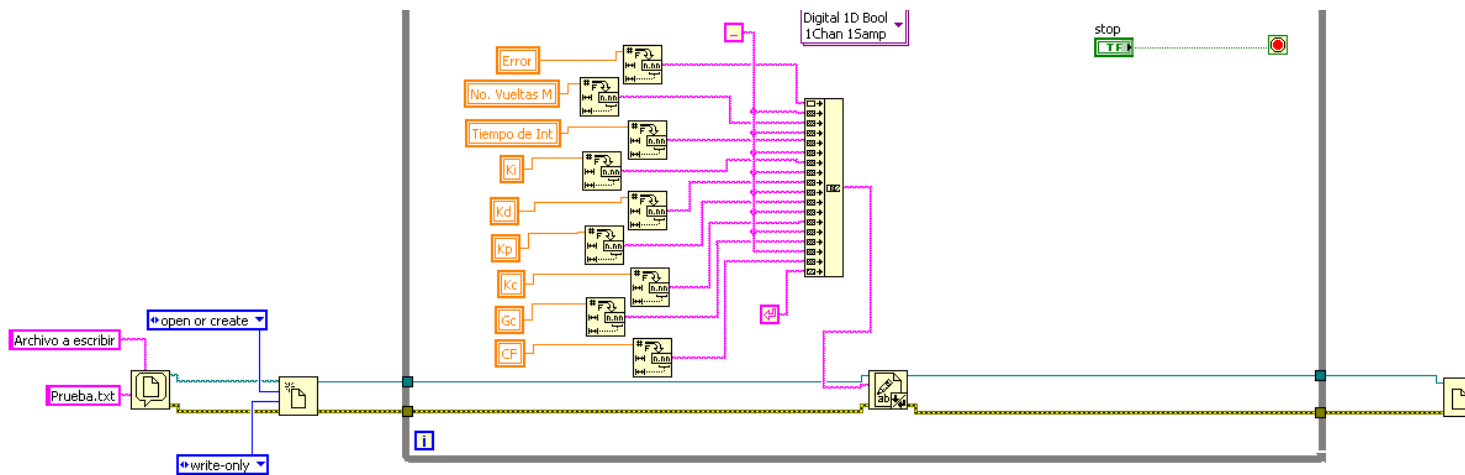 Digital 1D Bool
1Chan 1Samp
stop
TF
Error
No. Vueltas M
Tiempo de Int
Ki
Kd
Kp
Kc
Gc
CF
open or create
Archivo a escribir
Prueba.txt
write-only
i